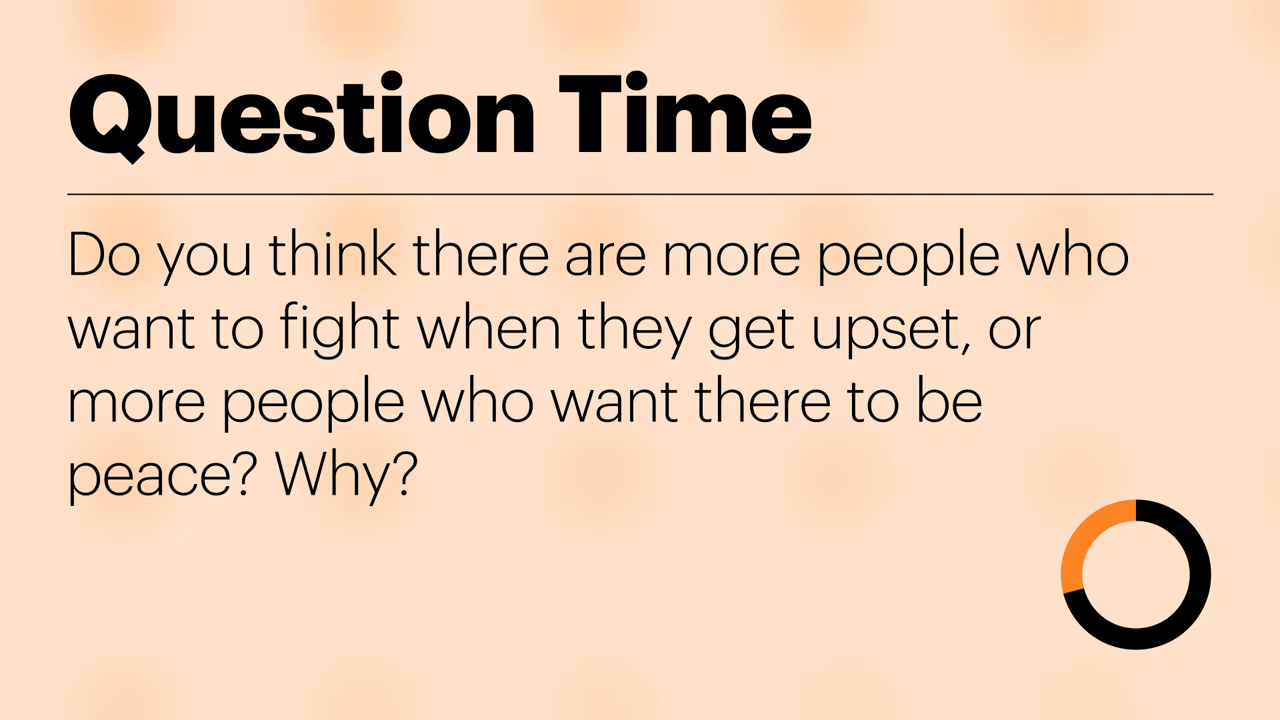 Question Time
Do you think there are more people who
want to fight when they get upset, or
more people who want there to be
peace? Why?